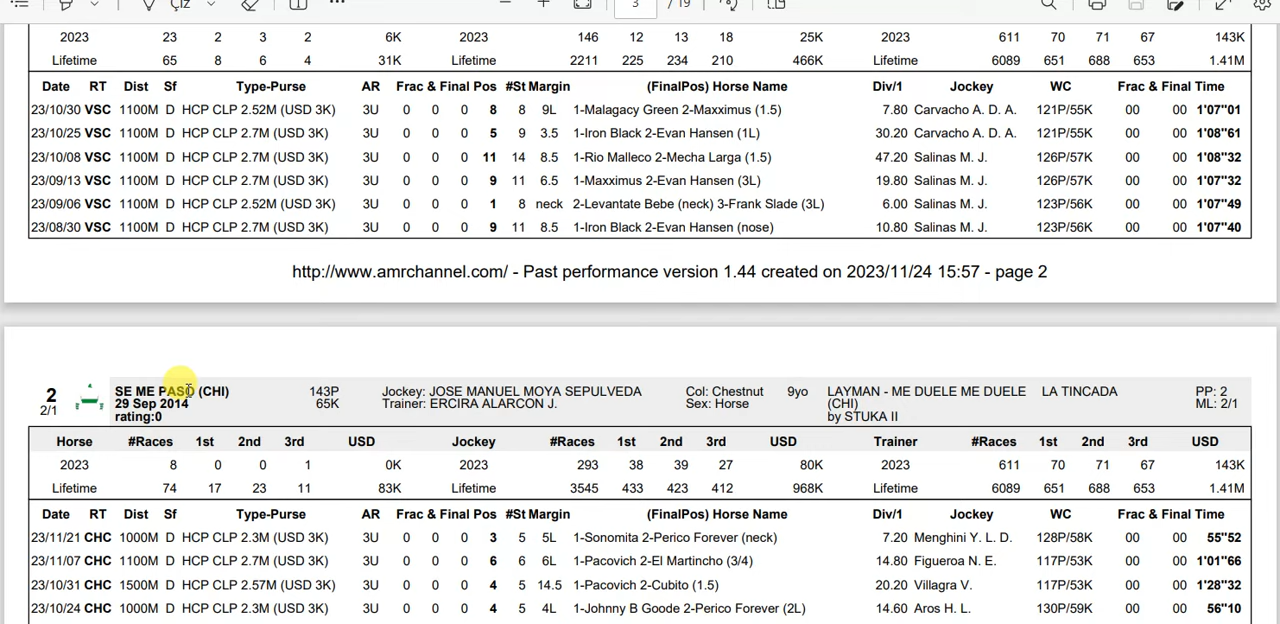 Çiz 3 / 19
2023 23 2 3 2 6K 2023 146 12 13 18 25K 2023 611 70 71 67 143K
Lifetime 65 8 6 4 31K Lifetime 2211 225 234 210 466K Lifetime 6089 651 688 653 1.41M
Date RT Dist Sf Type-Purse AR Frac & Final Pos #St Margin (FinalPos) Horse Name Div/1 Jockey WC Frac & Final Time
23/10/30 VSC 1100M D HCP CLP 2.52M (USD 3K) 3U 0 0 0 8 8 9L 1-Malagacy Green 2-Maxximus (1.5) 7.80 Carvacho A. D. A. 121P/55K 00 00 1'07"01
23/10/25 VSC 1100M D HCP CLP 2.7M (USD 3K) 3U 0 0 0 5 9 3.5 1-Iron Black 2-Evan Hansen (1L) 30.20 Carvacho A. D. A. 121P/55K 00 00 1'08"61
23/10/08 VSC 1100M D HCP CLP 2.7M (USD 3K) 3U 0 0 0 11 14 8.5 1-Rio Malleco 2-Mecha Larga (1.5) 47.20 Salinas M. J. 126P/57K 00 00 1'08"32
23/09/13 VSC 1100M D HCP CLP 2.7M (USD 3K) 3U 0 0 0 9 11 6.5 1-Maxximus 2-Evan Hansen (3L) 19.80 Salinas M. J. 126P/57K 00 00 1'07"32
23/09/06 VSC 1100M D HCP CLP 2.52M (USD 3K) 3U 0 0 0 1 8 neck 2-Levantate Bebe (neck) 3-Frank Slade (3L) 6.00 Salinas M. J. 123P/56K 00 00 1'07"49
23/08/30 VSC 1100M D HCP CLP 2.7M (USD 3K) 3U 0 0 0 9 11 8.5 1-Iron Black 2-Evan Hansen (nose) 10.80 Salinas M. J. 123P/56K 00 00 1'07"40
http://www.amrchannel.com/ - Past performance version 1.44 created on 2023/11/24 15:57 - page 2
2 SE ME PASO (CHI) 143P Jockey: JOSE MANUEL MOYA SEPULVEDA Col: Chestnut 9yo LAYMAN - ME DUELE ME DUELE LA TINCADA PP: 2
2/1 29 Sep 2014 65K Trainer: ERCIRA ALARCON J. Sex: Horse (CHI) ML: 2/1
rating:0 by STUKA II
Horse #Races 1st 2nd 3rd USD Jockey #Races 1st 2nd 3rd USD Trainer #Races 1st 2nd 3rd USD
2023 8 0 0 1 0K 2023 293 38 39 27 80K 2023 611 70 71 67 143K
Lifetime 74 17 23 11 83K Lifetime 3545 433 423 412 968K Lifetime 6089 651 688 653 1.41M
Date RT Dist Sf Type-Purse AR Frac & Final Pos #St Margin (FinalPos) Horse Name Div/1 Jockey WC Frac & Final Time
23/11/21 CHC 1000M D HCP CLP 2.3M (USD 3K) 3U 0 0 0 3 5 5L 1-Sonomita 2-Perico Forever (neck) 7.20 Menghini Y. L. D. 128P/58K 00 00 55"52
23/11/07 CHC 1100M D HCP CLP 2.7M (USD 3K) 3U 0 0 0 6 6 6L 1-Pacovich 2-El Martincho (3/4) 14.80 Figueroa N. E. 117P/53K 00 00 1'01"66
23/10/31 CHC 1500M D HCP CLP 2.57M (USD 3K) 3U 0 0 0 4 5 14.5 1-Pacovich 2-Cubito (1.5) 20.20 Villagra V. 117P/53K 00 00 1'28"32
23/10/24 CHC 1000M D HCP CLP 2.3M (USD 3K) 3U 0 0 0 4 5 4L 1-Johnny B Goode 2-Perico Forever (2L) 14.60 Aros H. L. 130P/59K 00 00 56"10